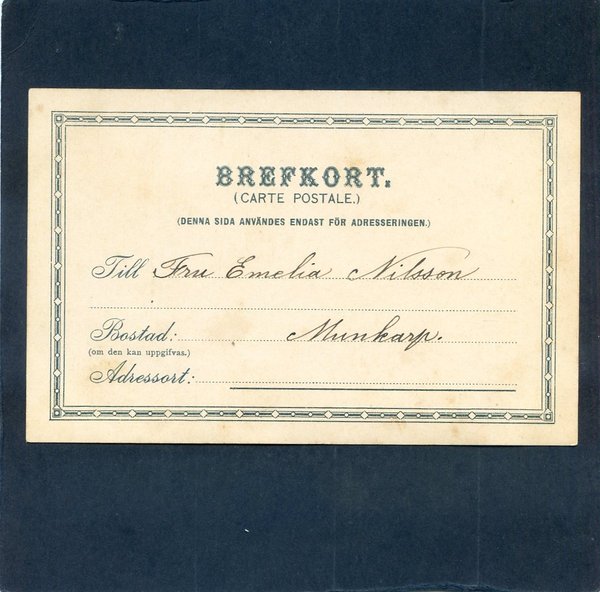 BREFKORT.
(CARTE POSTALE.)
(DENNA SIDA ANVÄNDES ENDAST FÖR ADRESSERINGEN.)
Till Fru Emelia Nilsson
Bostad: Munkarp.
(om den kan uppgifvas.)
Adressort: